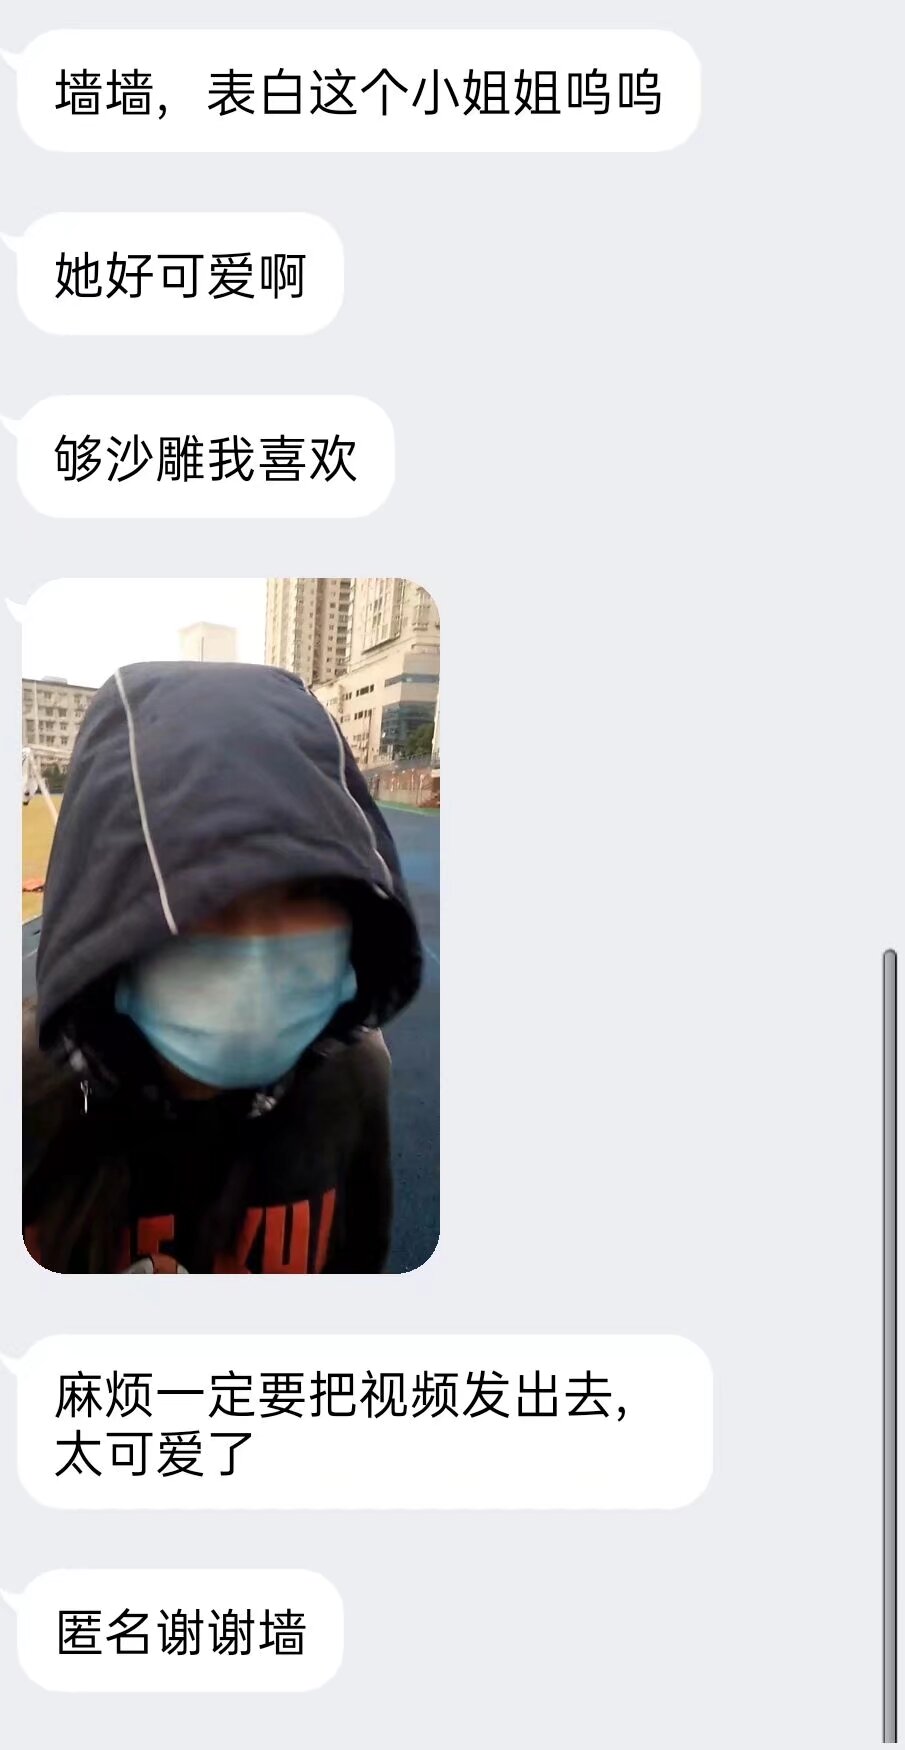 墙墙，表白这个小姐姐呜呜
她好可爱啊
够沙雕我喜欢
麻烦一定要把视频发出去，
太可爱了
匿名谢谢墙